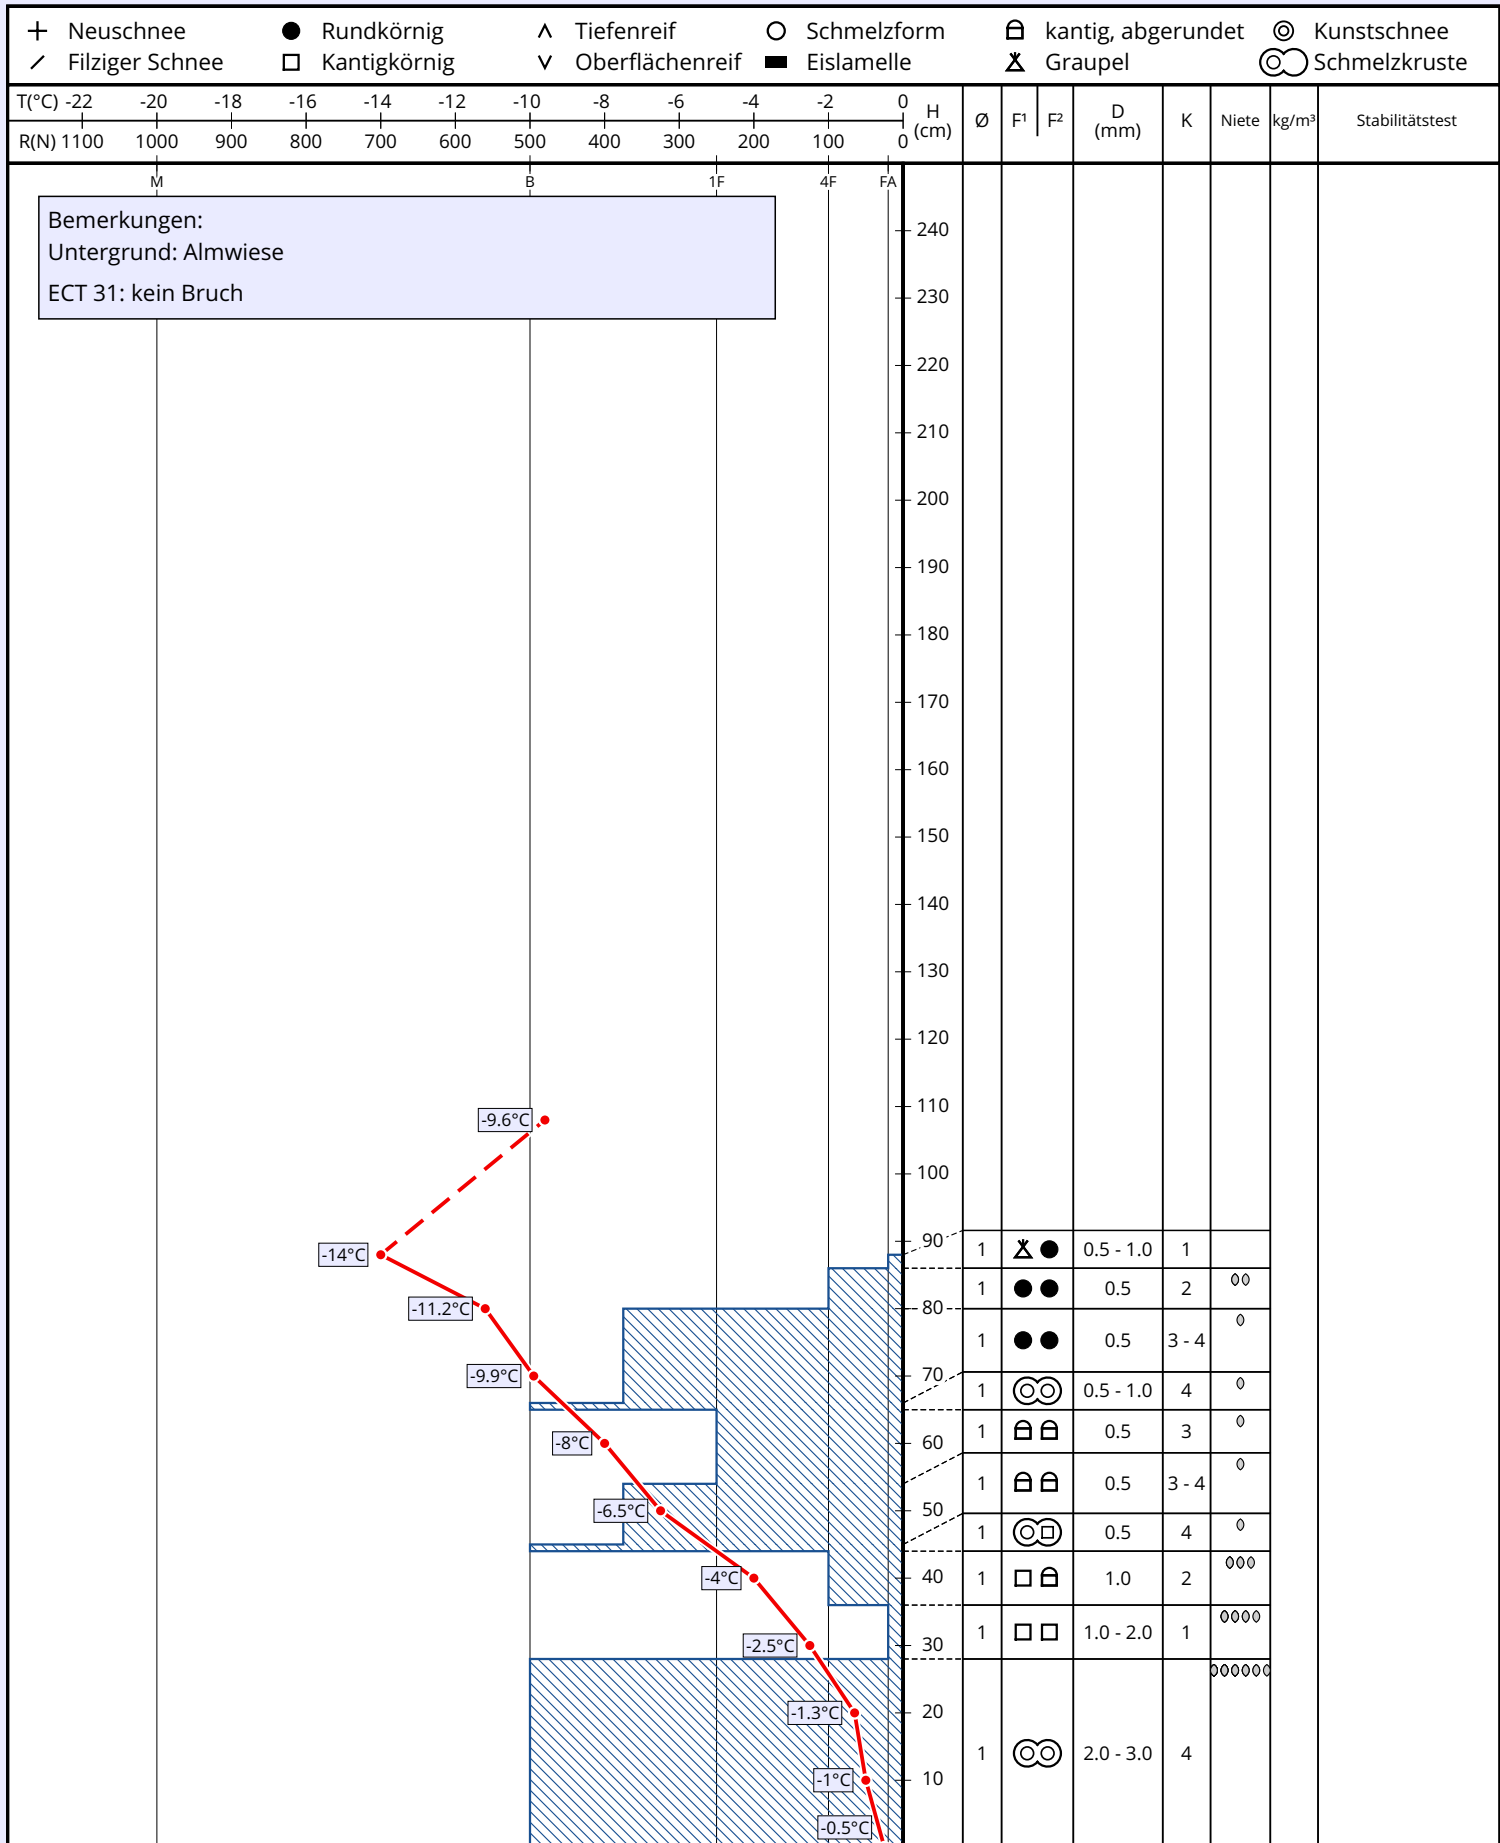 Neuschnee Rundkörnig Tiefenreif Schmelzform kantig, abgerundet Kunstschnee
Filziger Schnee Kantigkörnig Oberflächenreif Eislamelle Graupel Schmelzkruste
T(°C) -22 -20 -18 -16 -14 -12 -10 -8 -6 -4 -2 0
R(N) 1100 1000 900 800 700 600 500 400 300 200 100 0
H (cm) Ø F¹ F² D (mm) K Niete kg/m³ Stabilitätstest
M B 1F 4F FA
Bemerkungen:
Untergrund: Almwiese
ECT 31: kein Bruch
240
230
220
210
200
190
180
170
160
150
140
130
120
110
-9.6°C
100
90
1 0.5 - 1.0 1
-14°C
1 0.5 2
-11.2°C 80
1 0.5 3 - 4
-9.9°C 70
1 0.5 - 1.0 4
1 0.5 3
-8°C 60
1 0.5 3 - 4
-6.5°C 50
1 0.5 4
-4°C 40 1 1.0 2
1 1.0 - 2.0 1
-2.5°C 30
-1.3°C 20
1 2.0 - 3.0 4
-1°C 10
-0.5°C